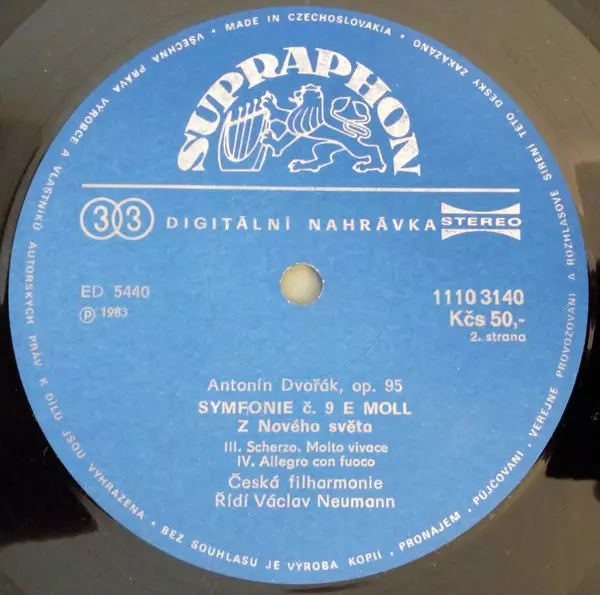 MADE IN CZECHOSLOVAKIA • VŠECHNA PRÁVA VÝROBCE A VLASTNÍKŮ AUTORSKÝCH PRÁV K DÍLU JSOU VYHRAZENA • BEZ SOUHLASU JE VÝROBA KOPIÍ, PRONAJEM, PŮJČOVÁNÍ, VEŘEJNÉ PROVOZOVÁNÍ A ROZHLASOVÉ ŠÍŘENÍ TÉTO DESKY ZAKÁZÁNO •
SUPRAPHON
33 DIGITÁLNÍ NAHRÁVKA STEREO
ED 5440 1110 3140
Ⓟ 1983 Kčs 50,-
2. strana
Antonín Dvořák, op. 95
SYMFONIE č. 9 E MOLL
Z Nového světa
III. Scherzo. Molto vivace
IV. Allegro con fuoco
Česká filharmonie
Řídí Václav Neumann